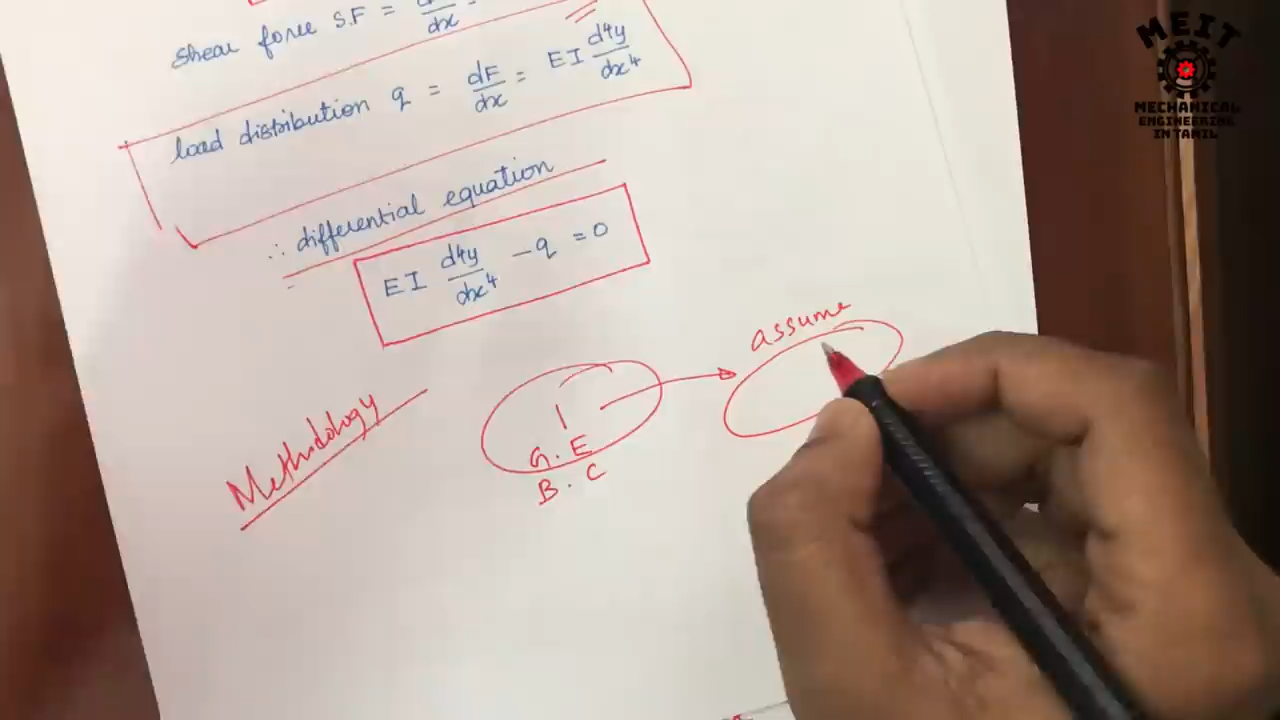 Shear force S.F =
dx
load distribution q = dF/dx = EI d⁴y/dx⁴
∴ differential equation
EI d⁴y/dx⁴ - q = 0
assume
Methodology
G.E
B.C
MEIT
MECHANICAL
ENGINEERING
IN TAMIL